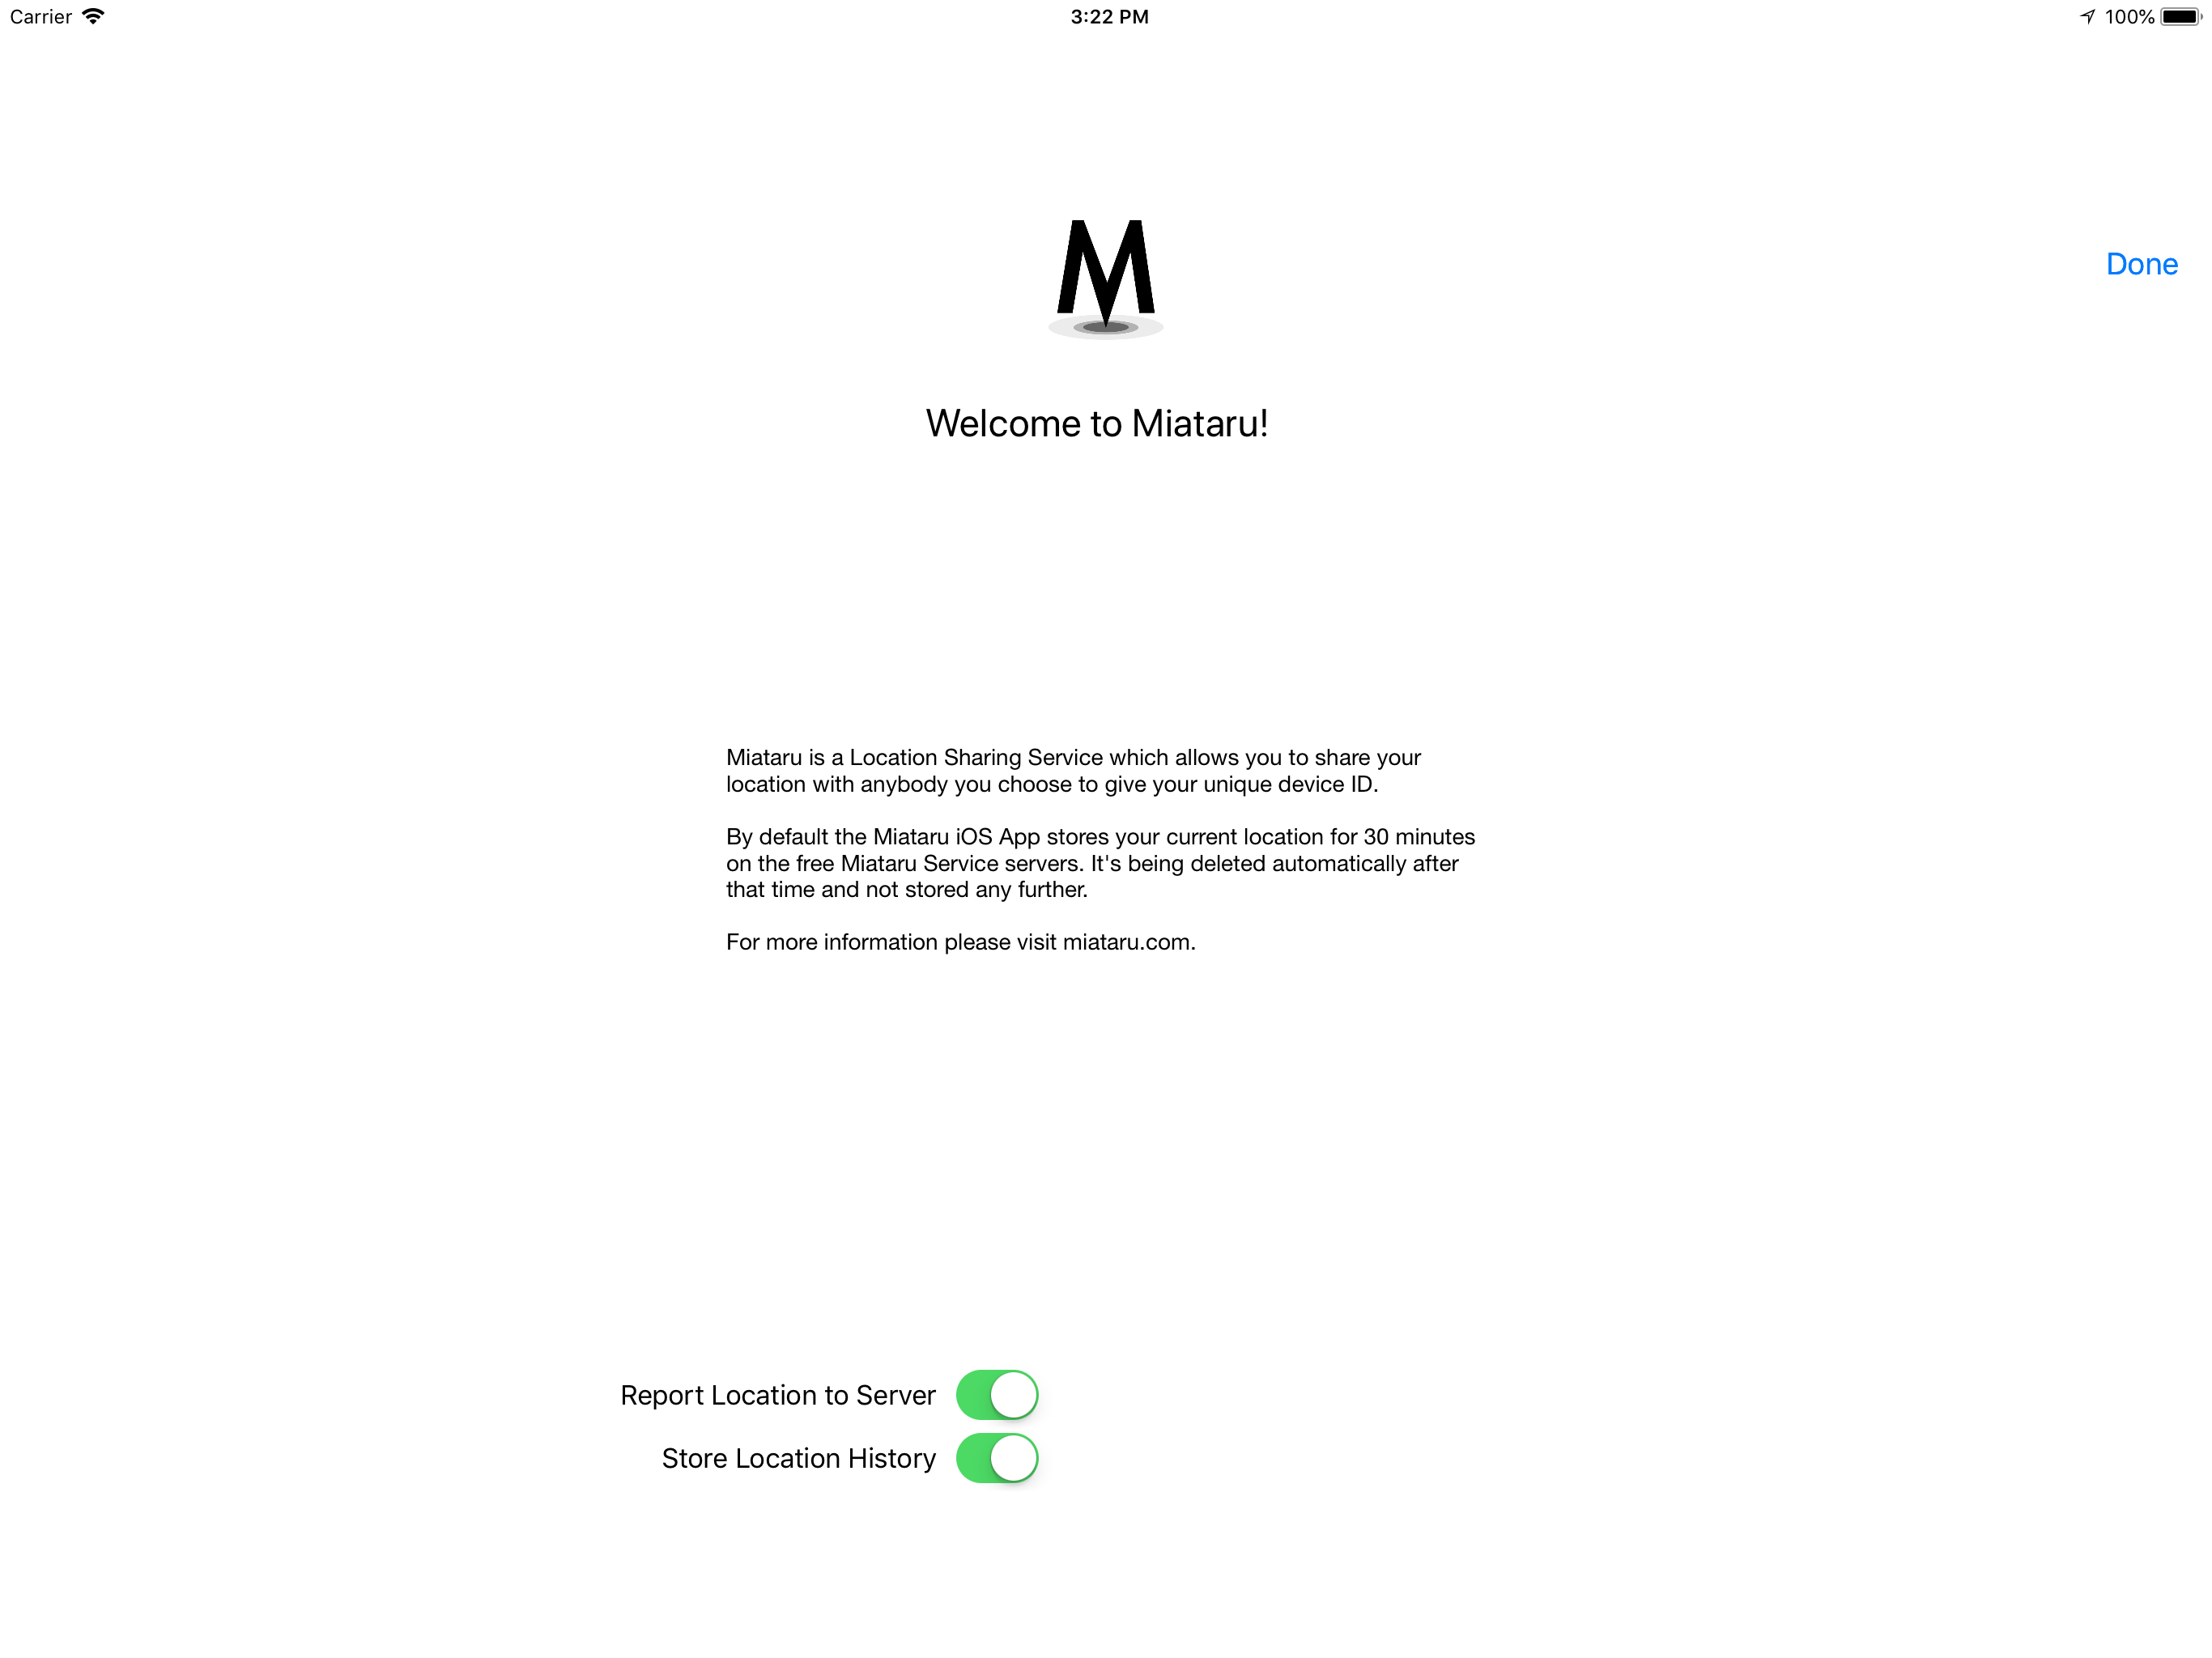 Carrier 3:22 PM 100%
M
Done
Welcome to Miataru!
Miataru is a Location Sharing Service which allows you to share your
location with anybody you choose to give your unique device ID.
By default the Miataru iOS App stores your current location for 30 minutes
on the free Miataru Service servers. It's being deleted automatically after
that time and not stored any further.
For more information please visit miataru.com.
Report Location to Server
Store Location History